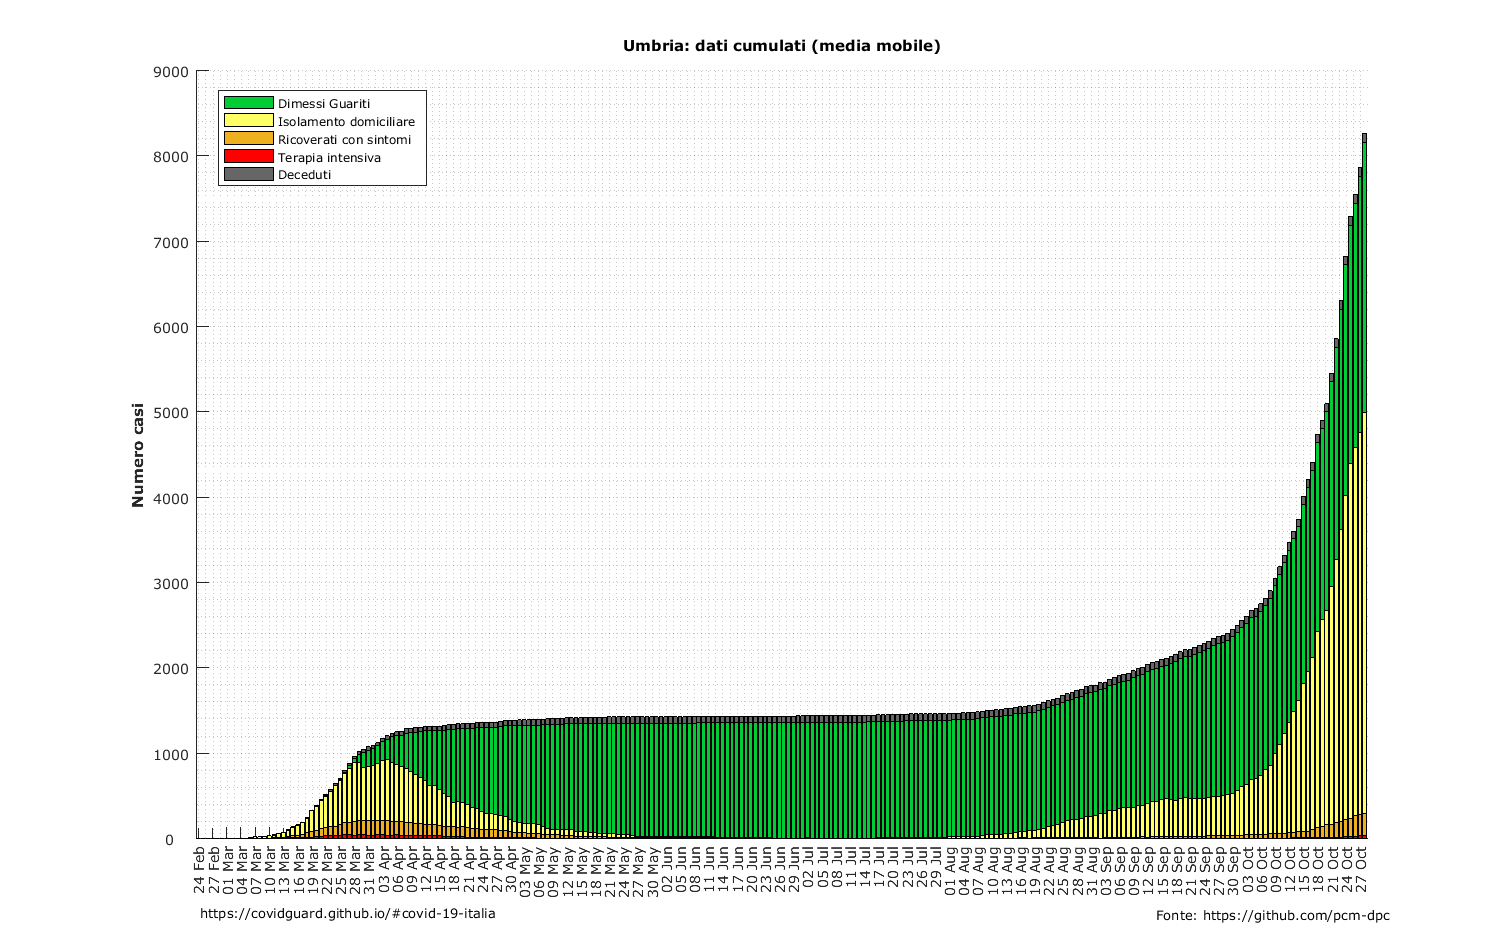 Umbria: dati cumulati (media mobile)
Dimessi Guariti
Isolamento domiciliare
Ricoverati con sintomi
Terapia intensiva
Deceduti
Numero casi
9000
8000
7000
6000
5000
4000
3000
2000
1000
0
24 Feb
27 Feb
01 Mar
04 Mar
07 Mar
10 Mar
13 Mar
16 Mar
19 Mar
22 Mar
25 Mar
28 Mar
31 Mar
03 Apr
06 Apr
09 Apr
12 Apr
15 Apr
18 Apr
21 Apr
24 Apr
27 Apr
30 Apr
03 May
06 May
09 May
12 May
15 May
18 May
21 May
24 May
27 May
30 May
02 Jun
05 Jun
08 Jun
11 Jun
14 Jun
17 Jun
20 Jun
23 Jun
26 Jun
29 Jun
02 Jul
05 Jul
08 Jul
11 Jul
14 Jul
17 Jul
20 Jul
23 Jul
26 Jul
29 Jul
01 Aug
04 Aug
07 Aug
10 Aug
13 Aug
16 Aug
19 Aug
22 Aug
25 Aug
28 Aug
31 Aug
03 Sep
06 Sep
09 Sep
12 Sep
15 Sep
18 Sep
21 Sep
24 Sep
27 Sep
30 Sep
03 Oct
06 Oct
09 Oct
12 Oct
15 Oct
18 Oct
21 Oct
24 Oct
27 Oct
https://covidguard.github.io/#covid-19-italia
Fonte: https://github.com/pcm-dpc